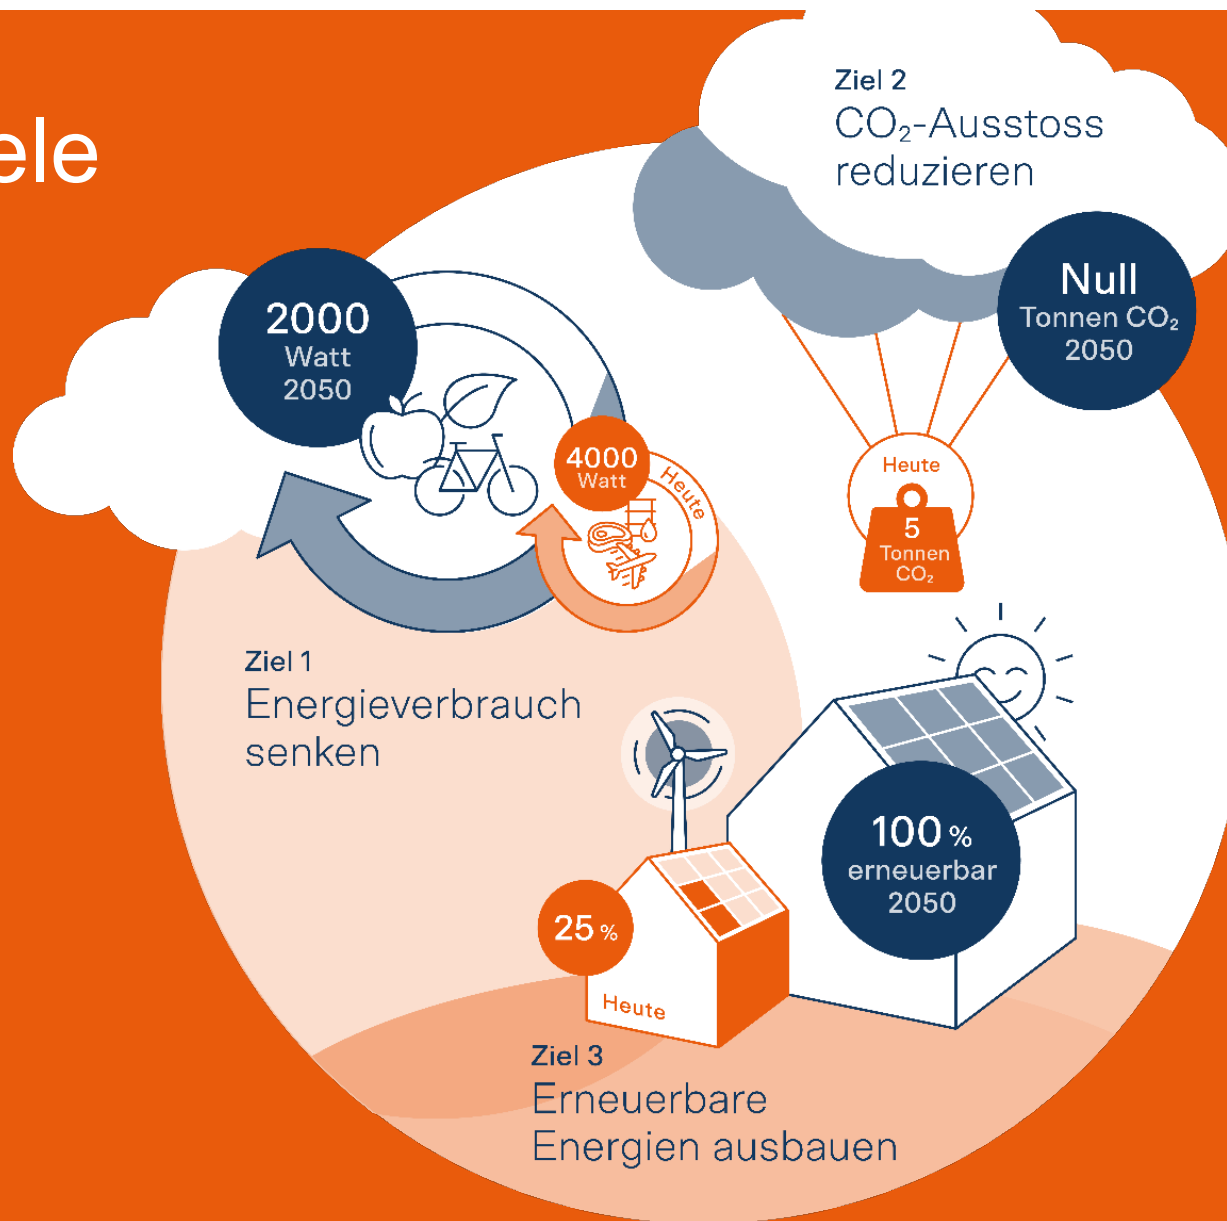 ele
Ziel 2
CO₂-Ausstoss
reduzieren
Null
Tonnen CO₂
2050
Heute
5
Tonnen
CO₂
2000
Watt
2050
4000
Watt
Heute
Ziel 1
Energieverbrauch
senken
100 %
erneuerbar
2050
25 %
Heute
Ziel 3
Erneuerbare
Energien ausbauen